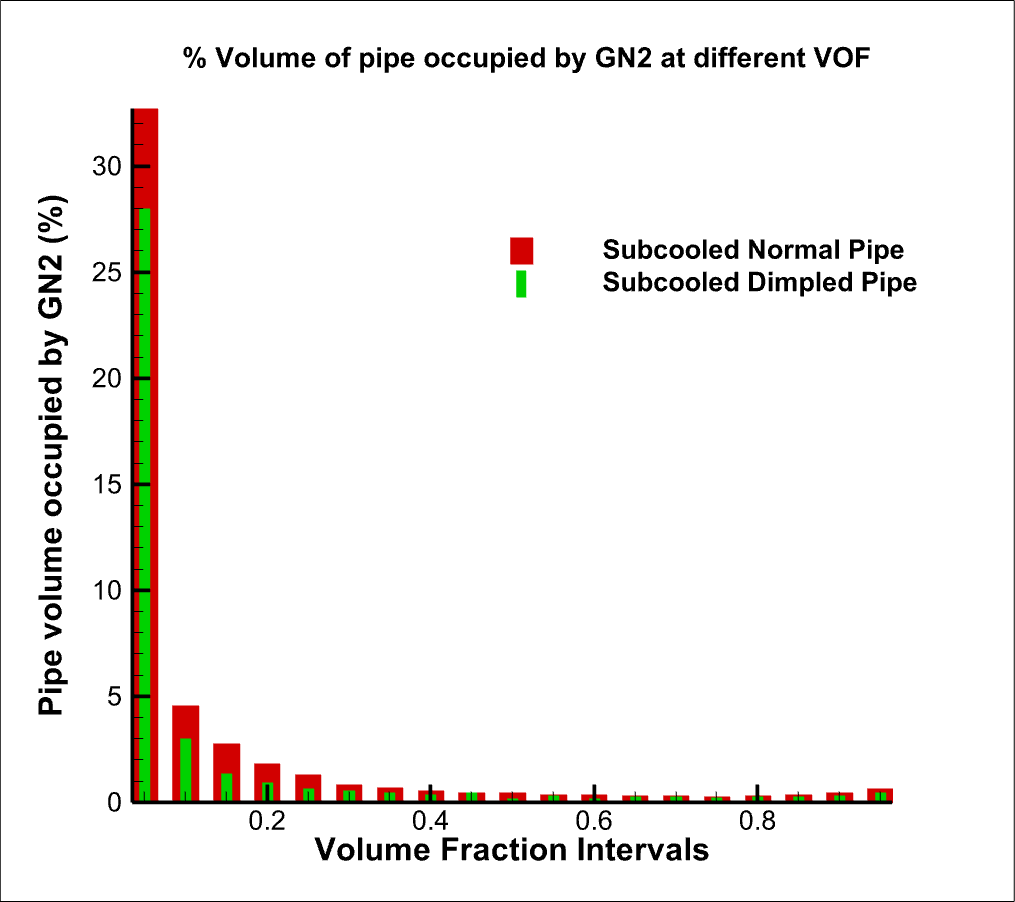 % Volume of pipe occupied by GN2 at different VOF
Pipe volume occupied by GN2 (%)
30
25
20
15
10
5
0
Subcooled Normal Pipe
Subcooled Dimpled Pipe
0.2 0.4 0.6 0.8
Volume Fraction Intervals